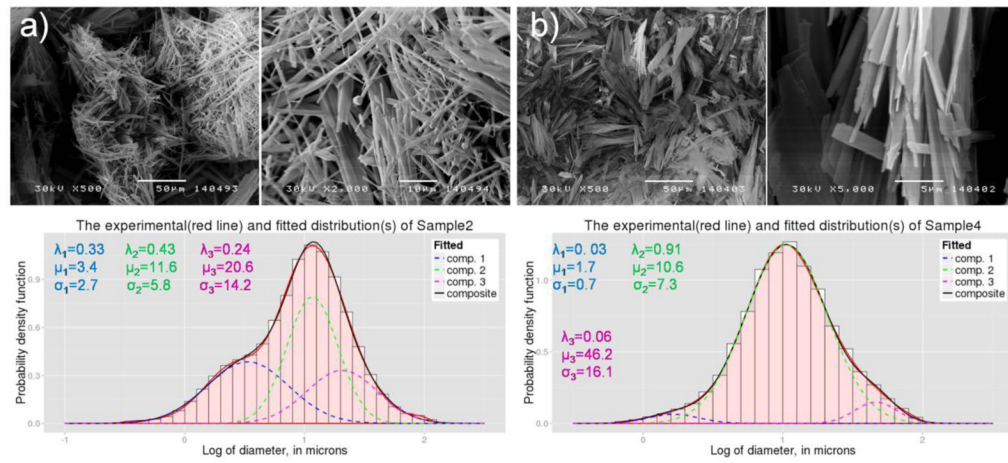 a)
30kV X500 50µm 140493
30kV X2,000 10µm 140494
b)
30kV X500 50µm 140403
30kV X5,000 5µm 140402
The experimental(red line) and fitted distribution(s) of Sample2
λ1=0.33 λ2=0.43 λ3=0.24
μ1=3.4 μ2=11.6 μ3=20.6
σ1=2.7 σ2=5.8 σ3=14.2
Fitted
comp. 1
comp. 2
comp. 3
composite
Probability density function
0.9
0.6
0.3
0.0
-1 0 1 2
Log of diameter, in microns
The experimental(red line) and fitted distribution(s) of Sample4
λ1=0.03 λ2=0.91
μ1=1.7 μ2=10.6
σ1=0.7 σ2=7.3
λ3=0.06
μ3=46.2
σ3=16.1
Fitted
comp. 1
comp. 2
comp. 3
composite
Probability density function
1.0
0.5
0.0
0 1 2
Log of diameter, in microns